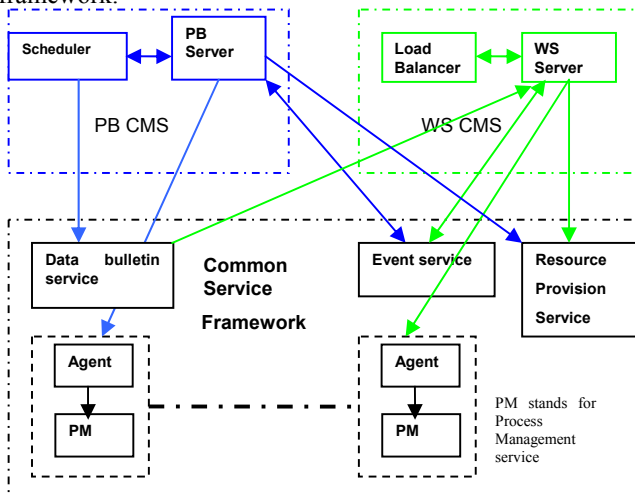 framework.
Scheduler
PB
Server
Load
Balancer
WS
Server
PB CMS
WS CMS
Data bulletin
service
Common
Service
Framework
Event service
Resource
Provision
Service
Agent
PM
Agent
PM
PM stands for
Process
Management
service